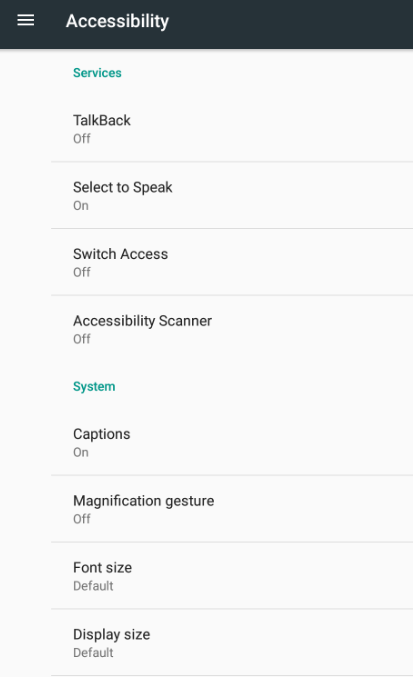 Accessibility
Services
TalkBack
Off
Select to Speak
On
Switch Access
Off
Accessibility Scanner
Off
System
Captions
On
Magnification gesture
Off
Font size
Default
Display size
Default